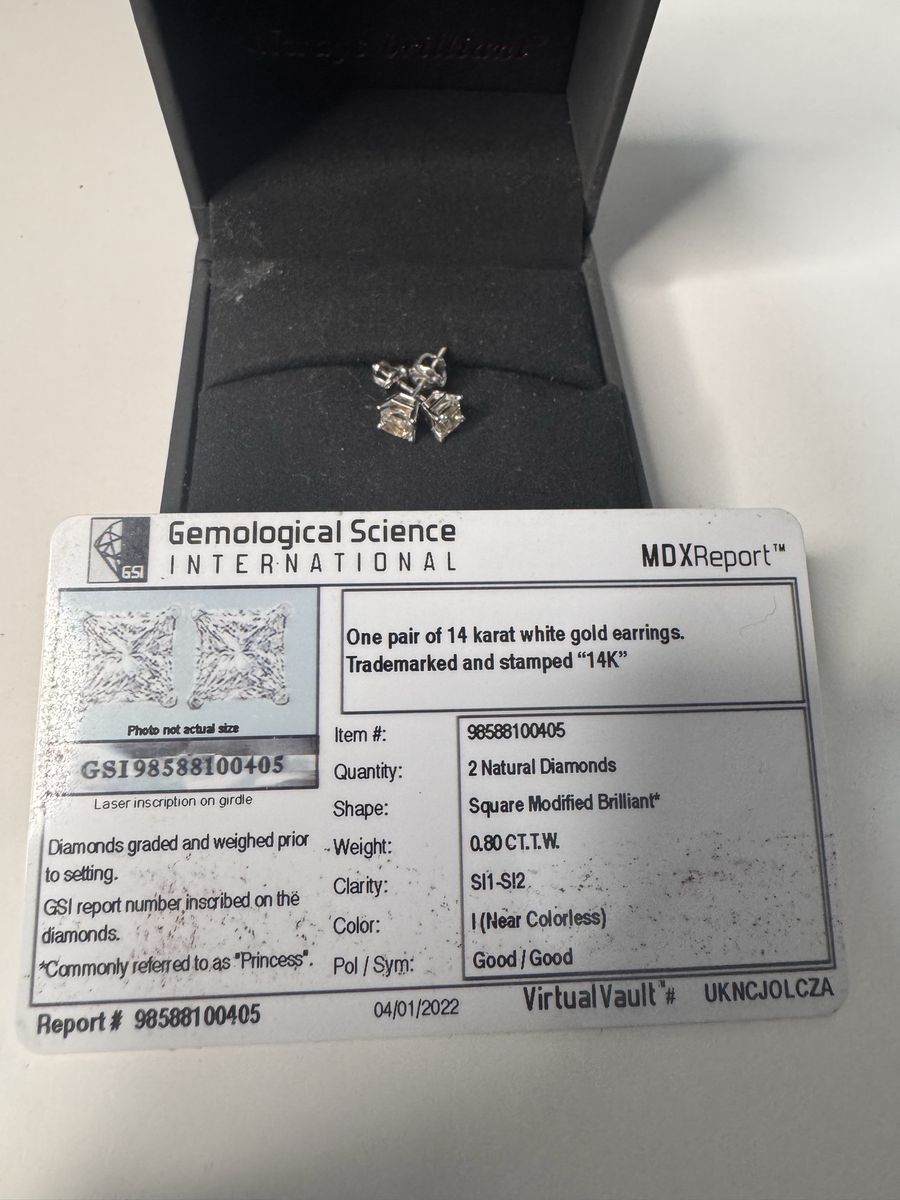 always brilliant
GSI
Gemological Science
INTERNATIONAL
MDXReport™
One pair of 14 karat white gold earrings.
Trademarked and stamped “14K”
Photo not actual size
GSI98588100405
Laser inscription on girdle
Diamonds graded and weighed prior
to setting.
GSI report number inscribed on the
diamonds.
*Commonly referred to as "Princess".
Item #: 98588100405
Quantity: 2 Natural Diamonds
Shape: Square Modified Brilliant*
Weight: 0.80 CT.T.W.
Clarity: SI1-SI2
Color: I (Near Colorless)
Pol / Sym: Good / Good
Report # 98588100405
04/01/2022
VirtualVault™# UKNCJOLCZA